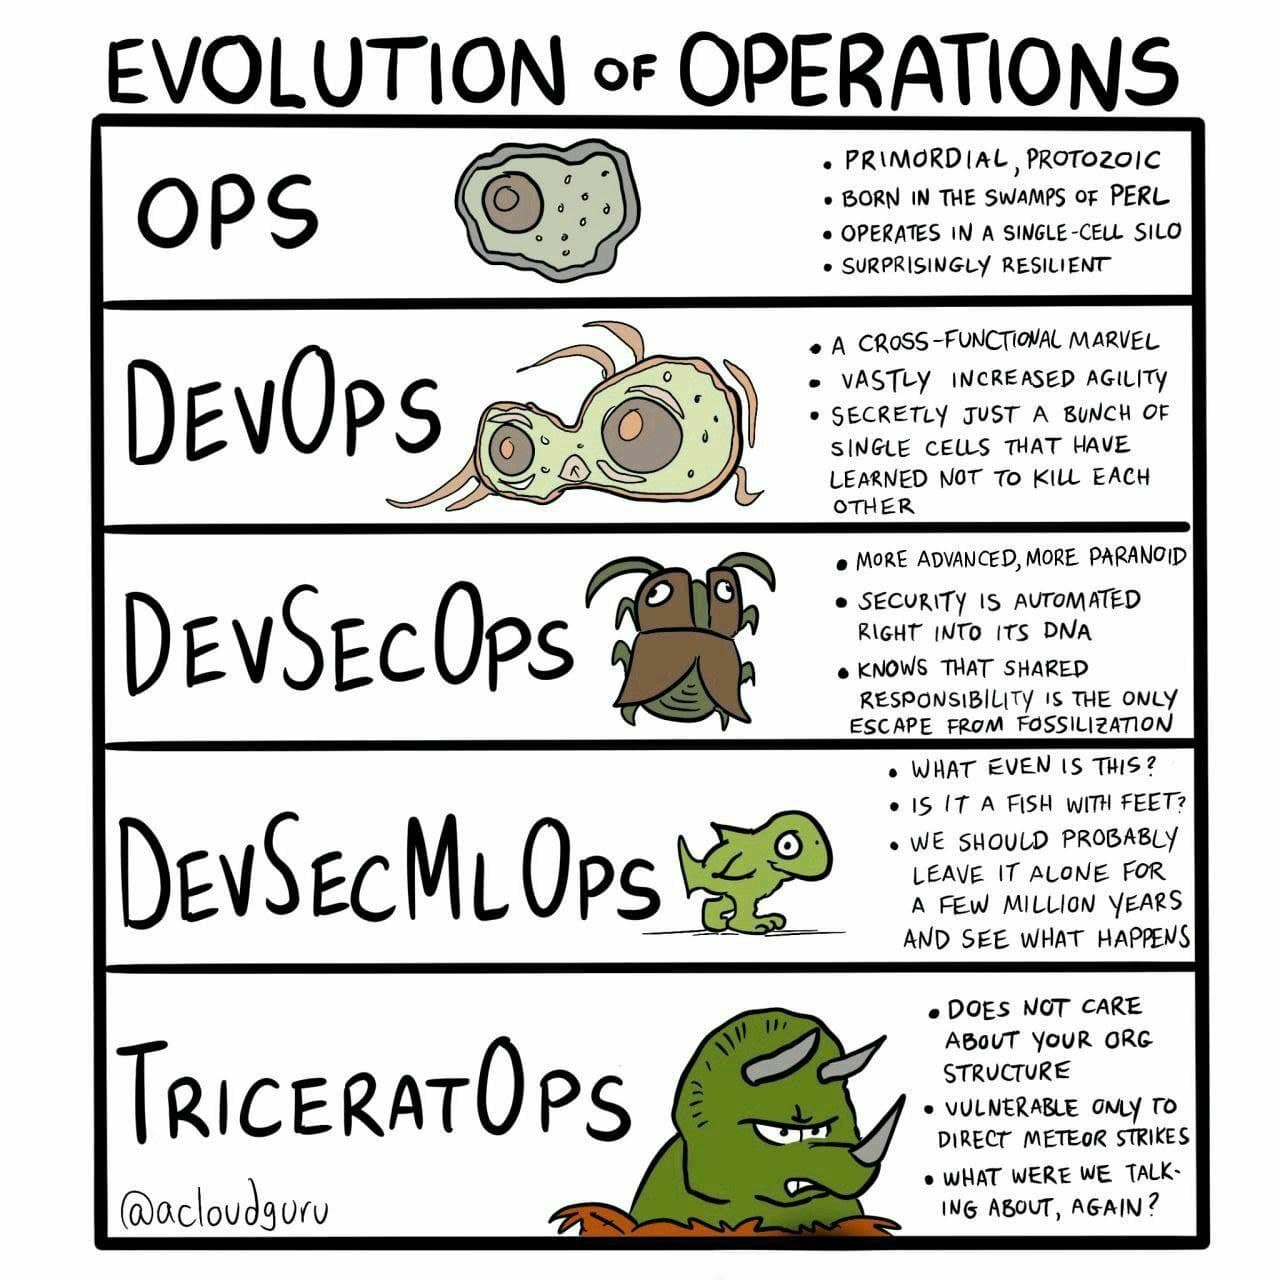 EVOLUTION OF OPERATIONS
OPS
• PRIMORDIAL, PROTOZOIC
• BORN IN THE SWAMPS OF PERL
• OPERATES IN A SINGLE-CELL SILO
• SURPRISINGLY RESILIENT
DEVOPS
• A CROSS-FUNCTIONAL MARVEL
• VASTLY INCREASED AGILITY
• SECRETLY JUST A BUNCH OF
SINGLE CELLS THAT HAVE
LEARNED NOT TO KILL EACH
OTHER
DEVSECOPS
• MORE ADVANCED, MORE PARANOID
• SECURITY IS AUTOMATED
RIGHT INTO ITS DNA
• KNOWS THAT SHARED
RESPONSIBILITY IS THE ONLY
ESCAPE FROM FOSSILIZATION
DEVSECMLOPS
• WHAT EVEN IS THIS?
• IS IT A FISH WITH FEET?
• WE SHOULD PROBABLY
LEAVE IT ALONE FOR
A FEW MILLION YEARS
AND SEE WHAT HAPPENS
TRICERATOPS
• DOES NOT CARE
ABOUT YOUR ORG
STRUCTURE
• VULNERABLE ONLY TO
DIRECT METEOR STRIKES
• WHAT WERE WE TALK-
ING ABOUT, AGAIN?
@acloudguru